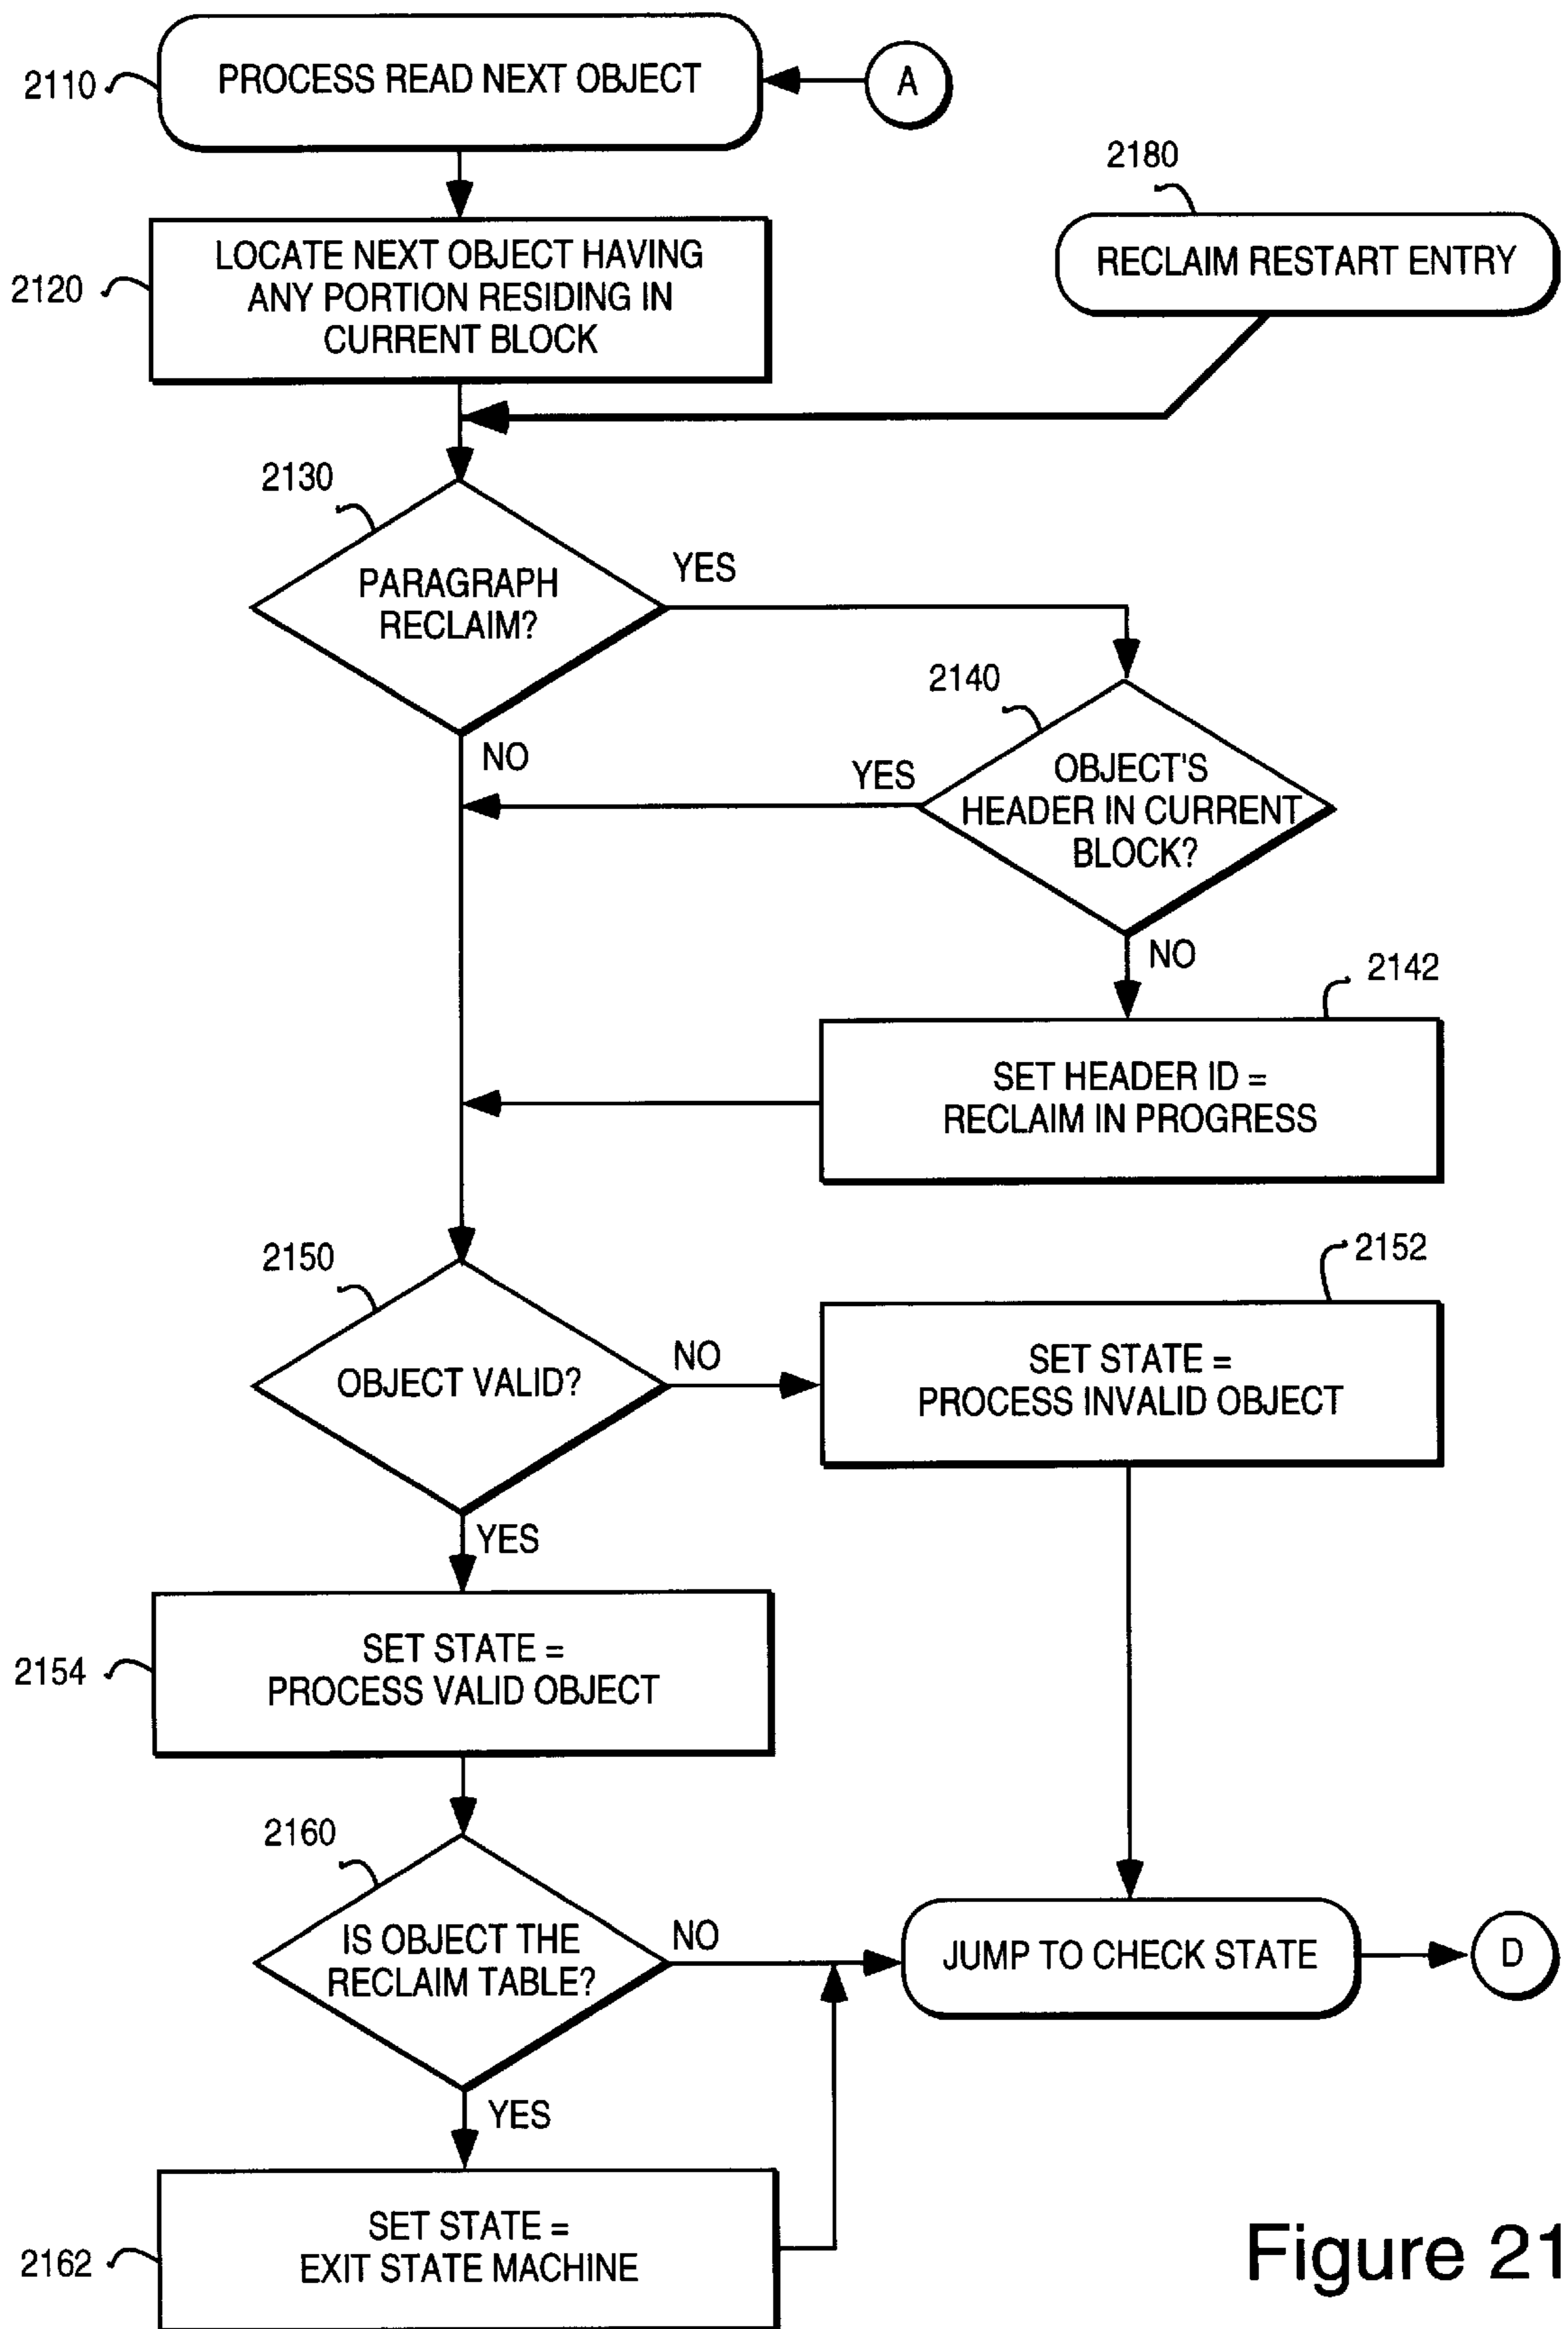 2110
PROCESS READ NEXT OBJECT
A
2180
RECLAIM RESTART ENTRY
2120
LOCATE NEXT OBJECT HAVING
ANY PORTION RESIDING IN
CURRENT BLOCK
2130
PARAGRAPH
RECLAIM?
YES
NO
2140
OBJECT'S
HEADER IN CURRENT
BLOCK?
YES
NO
2142
SET HEADER ID =
RECLAIM IN PROGRESS
2150
OBJECT VALID?
NO
YES
2152
SET STATE =
PROCESS INVALID OBJECT
2154
SET STATE =
PROCESS VALID OBJECT
2160
IS OBJECT THE
RECLAIM TABLE?
NO
YES
JUMP TO CHECK STATE
D
2162
SET STATE =
EXIT STATE MACHINE
Figure 21